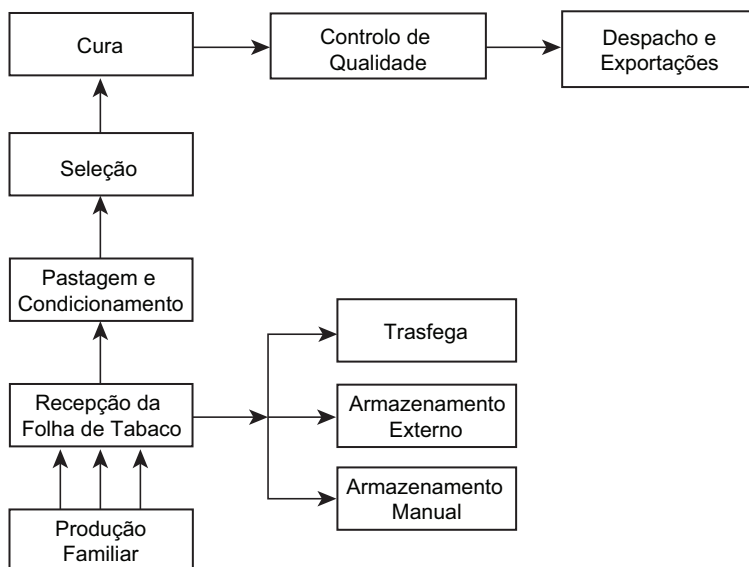 Cura
Controlo de
Qualidade
Despacho e
Exportações
Seleção
Pastagem e
Condicionamento
Trasfega
Recepção da
Folha de Tabaco
Armazenamento
Externo
Armazenamento
Manual
Produção
Familiar